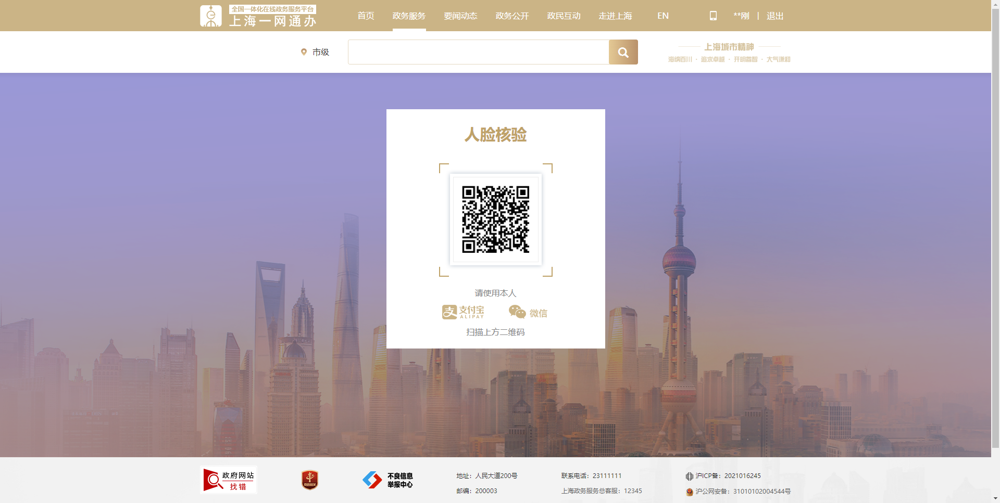 全国一体化在线政务服务平台
上海一网通办
首页 政务服务 要闻动态 政务公开 政民互动 走进上海 EN **刚 | 退出
市级
上海城市精神
海纳百川 · 追求卓越 · 开明睿智 · 大气谦和
人脸核验
请使用本人
支付宝
ALIPAY
微信
扫描上方二维码
政府网站
找错
党政机关
不良信息
举报中心
地址：人民大道200号
邮编：200003
联系电话：23111111
上海政务服务总客服：12345
沪ICP备：2021016245
沪公网安备：31010102004544号